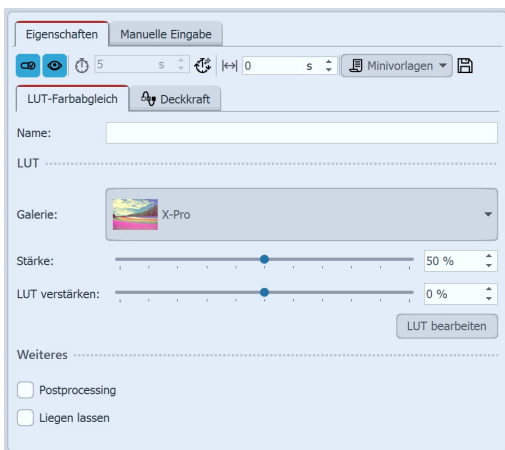 Eigenschaften Manuelle Eingabe
5 s 0 s Minivorlagen
LUT-Farbabgleich Deckkraft
Name:
LUT
Galerie: X-Pro
Stärke: 50 %
LUT verstärken: 0 %
LUT bearbeiten
Weiteres
Postprocessing
Liegen lassen